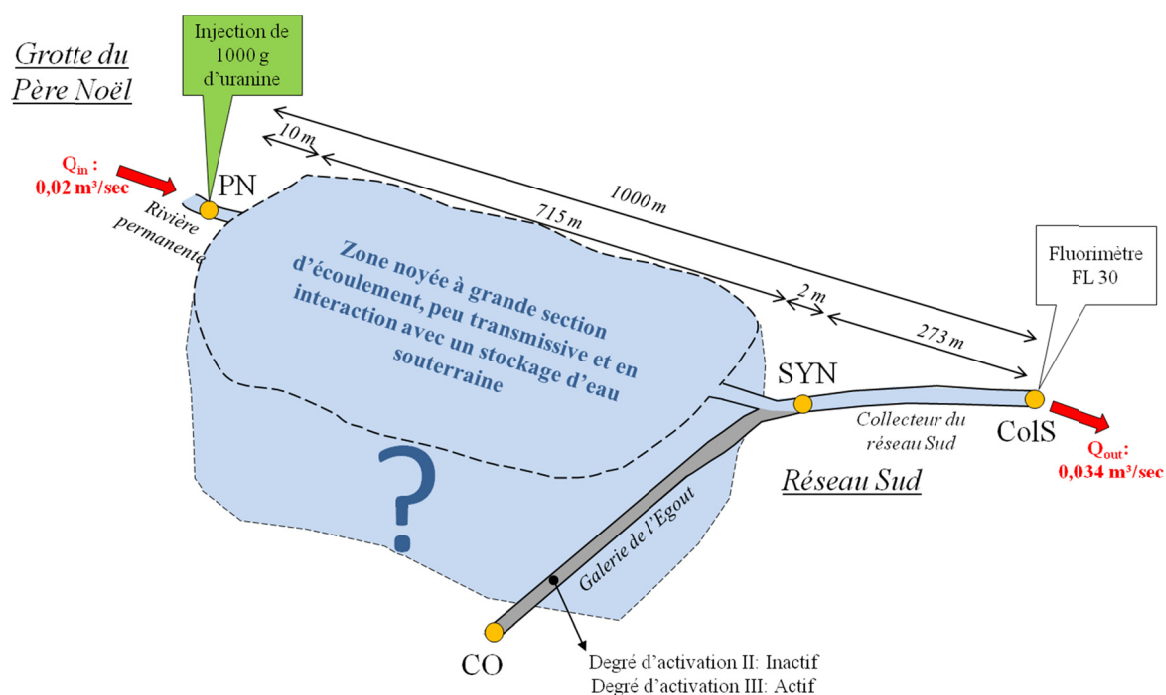 Grotte du
Père Noël
Injection de
1000 g
d'uranine
Q_in :
0,02 m³/sec
PN
Rivière
permanente
10 m
1000 m
715 m
2 m
273 m
Zone noyée à grande section
d'écoulement, peu transmissive et en
interaction avec un stockage d'eau
souterraine
?
Fluorimètre
FL 30
SYN
Collecteur du
réseau Sud
ColS
Q_out:
0,034 m³/sec
Réseau Sud
Galerie de l'Egout
CO
Degré d'activation II: Inactif
Degré d'activation III: Actif